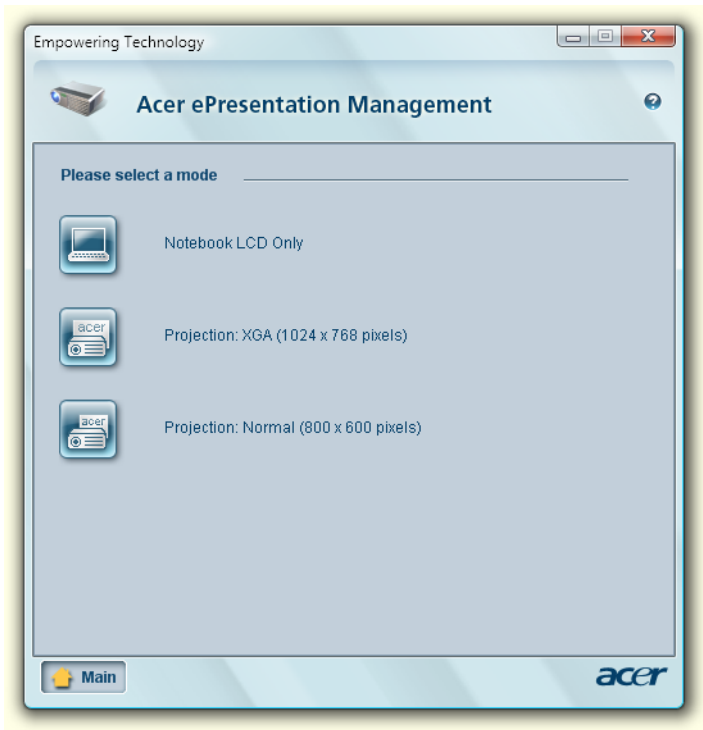 Empowering Technology
Acer ePresentation Management
Please select a mode
Notebook LCD Only
acer
Projection: XGA (1024 x 768 pixels)
acer
Projection: Normal (800 x 600 pixels)
Main
acer